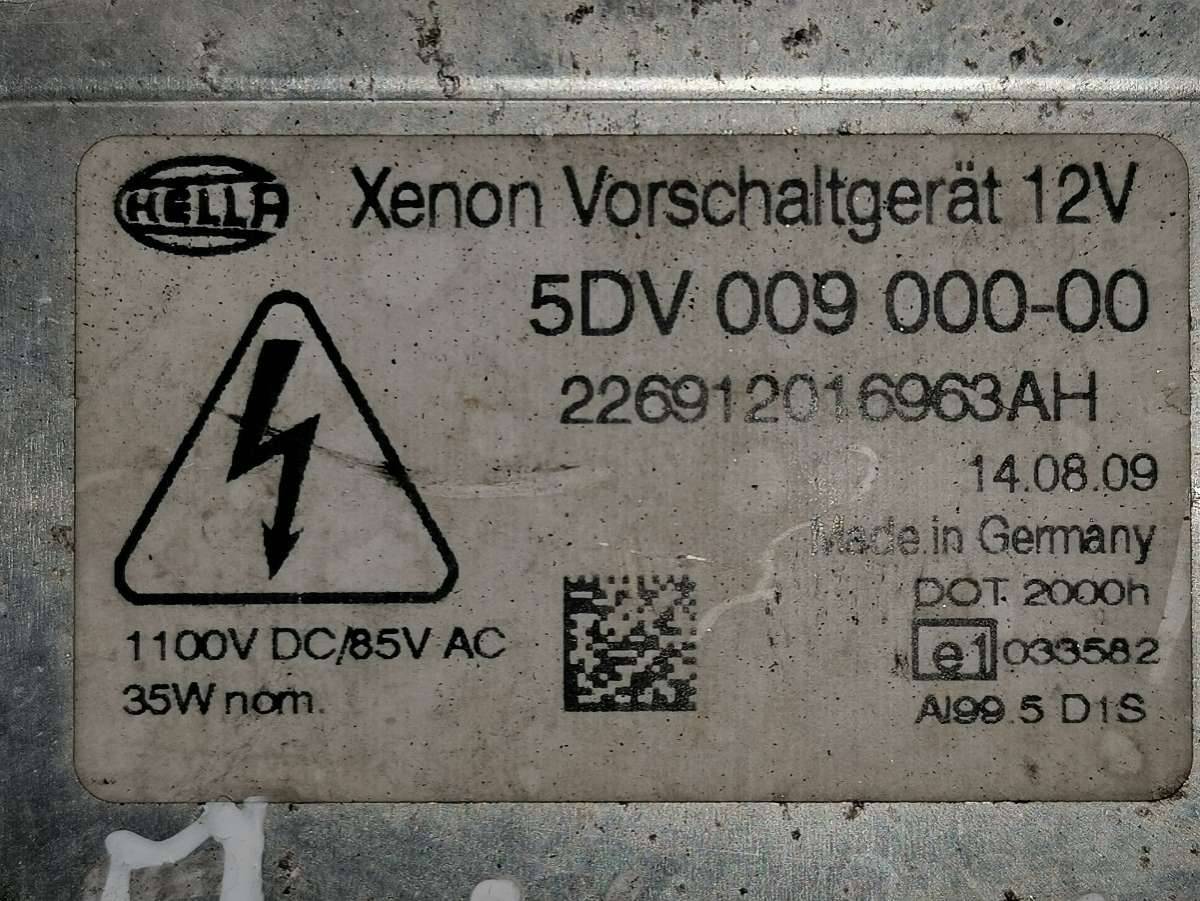 HELLA Xenon Vorschaltgerät 12V
5DV 009 000-00
226912016963AH
14.08.09
Made in Germany
DOT. 2000h
e1 033582
Al99.5 D1S
1100V DC/85V AC
35W nom.